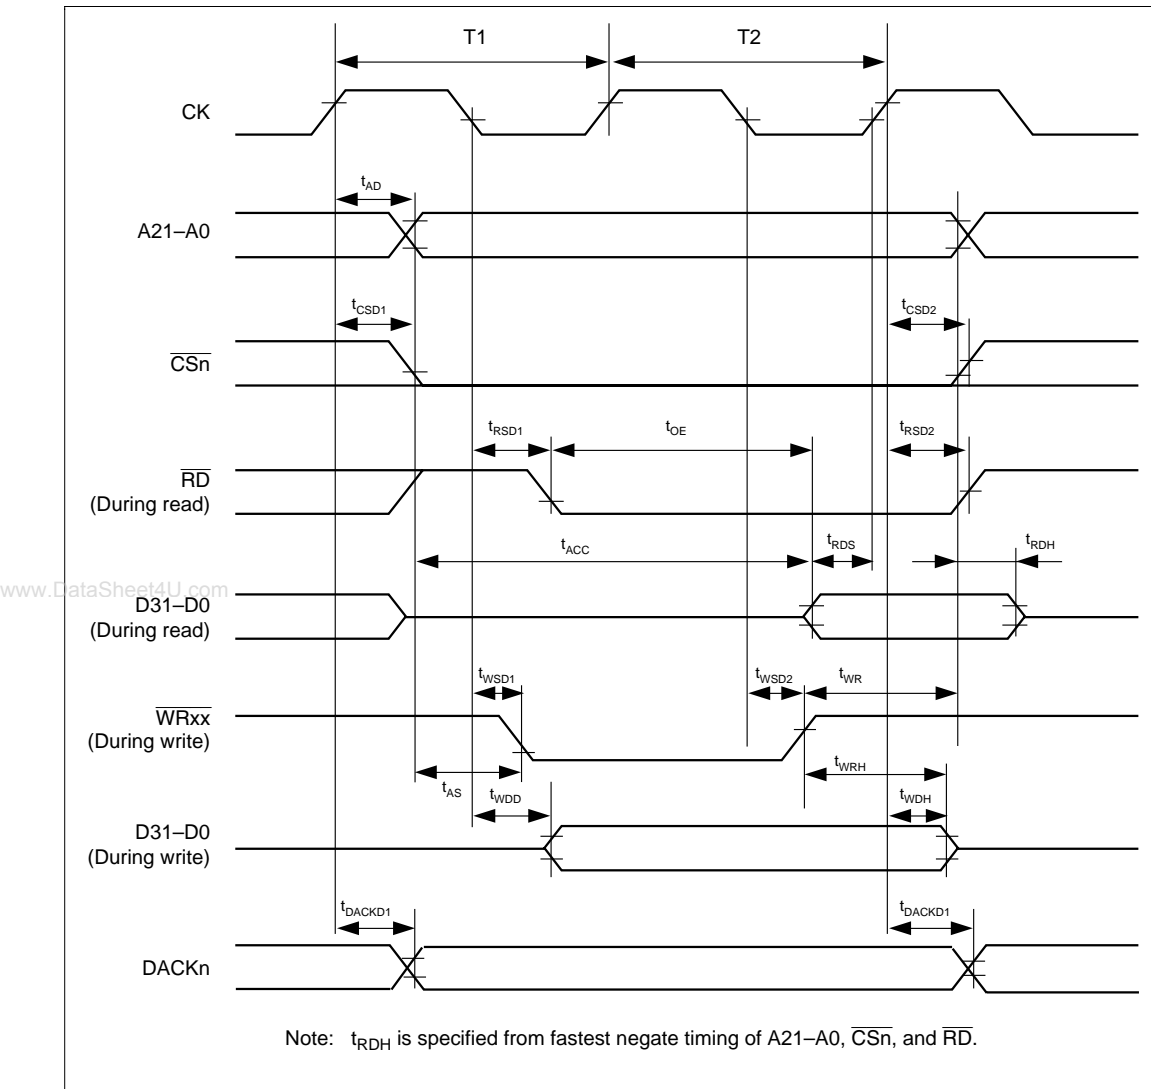 T1 T2
CK
tAD
A21–A0
tCSD1 tCSD2
CSn
tRSD1 tOE tRSD2
RD
(During read)
tACC tRDS tRDH
www.DataSheet4U.com
D31–D0
(During read)
tWSD1 tWSD2 tWR
WRxx
(During write)
tWRH
tAS tWDD tWDH
D31–D0
(During write)
tDACKD1 tDACKD1
DACKn
Note: tRDH is specified from fastest negate timing of A21–A0, CSn, and RD.